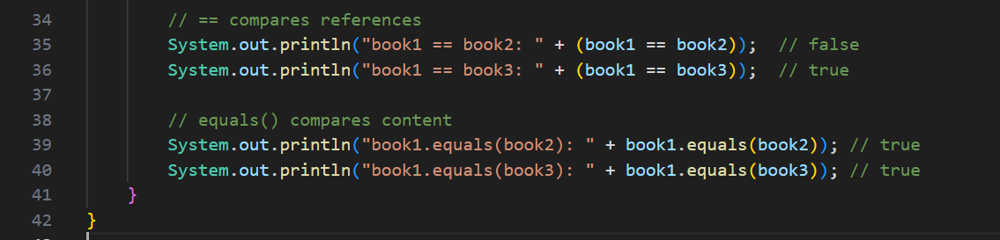 34 // == compares references
35 System.out.println("book1 == book2: " + (book1 == book2));  // false
36 System.out.println("book1 == book3: " + (book1 == book3));  // true
37
38 // equals() compares content
39 System.out.println("book1.equals(book2): " + book1.equals(book2)); // true
40 System.out.println("book1.equals(book3): " + book1.equals(book3)); // true
41 }
42 }